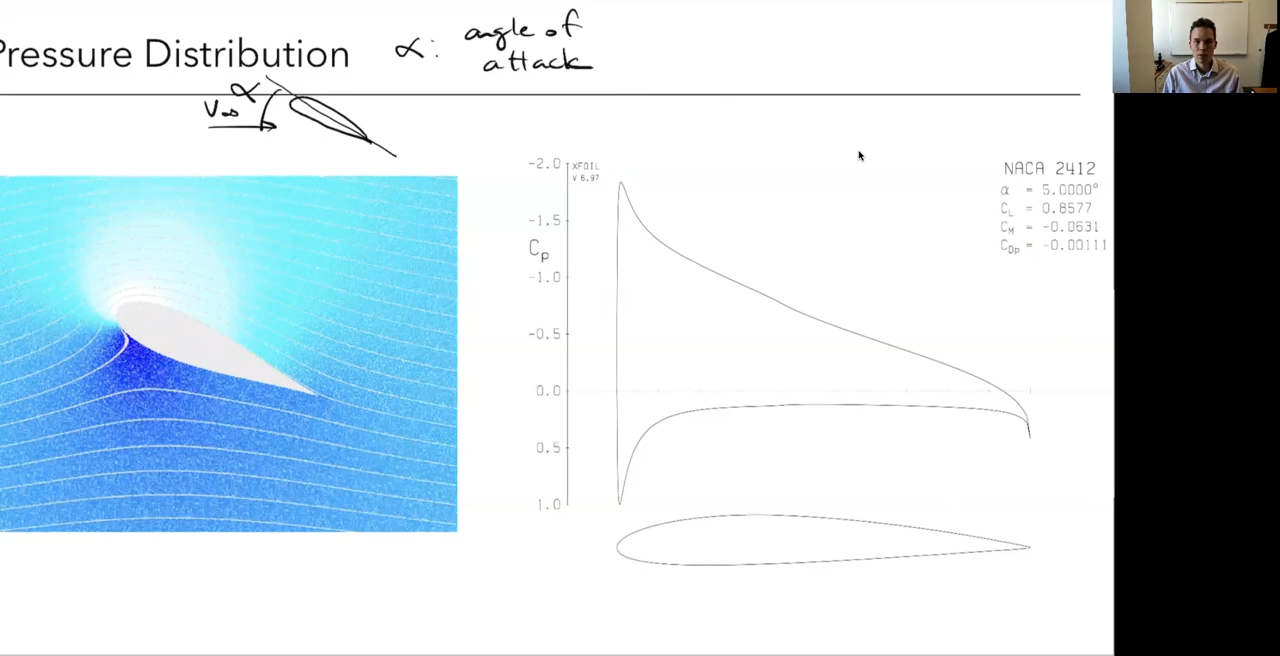 Pressure Distribution
α: angle of
attack
V∞ α
-2.0
XFOIL
V 6.97
-1.5
Cp
-1.0
-0.5
0.0
0.5
1.0
NACA 2412
α = 5.0000°
CL = 0.8577
CM = -0.0631
CDp = -0.00111